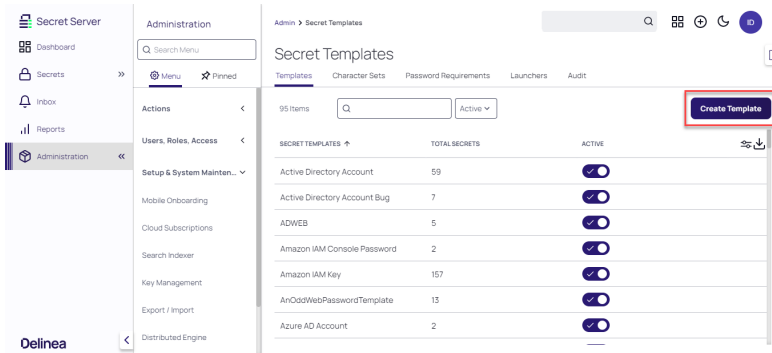 Secret Server
Dashboard
Secrets
Inbox
Reports
Administration
Delinea
Administration
Search Menu
Menu
Pinned
Actions
Users, Roles, Access
Setup & System Mainten...
Mobile Onboarding
Cloud Subscriptions
Search Indexer
Key Management
Export / Import
Distributed Engine
Admin > Secret Templates
ID
Secret Templates
Templates Character Sets Password Requirements Launchers Audit
95 Items
Active
Create Template
SECRET TEMPLATES TOTAL SECRETS ACTIVE
Active Directory Account 59
Active Directory Account Bug 7
ADWEB 5
Amazon IAM Console Password 2
Amazon IAM Key 157
AnOddWebPasswordTemplate 13
Azure AD Account 2